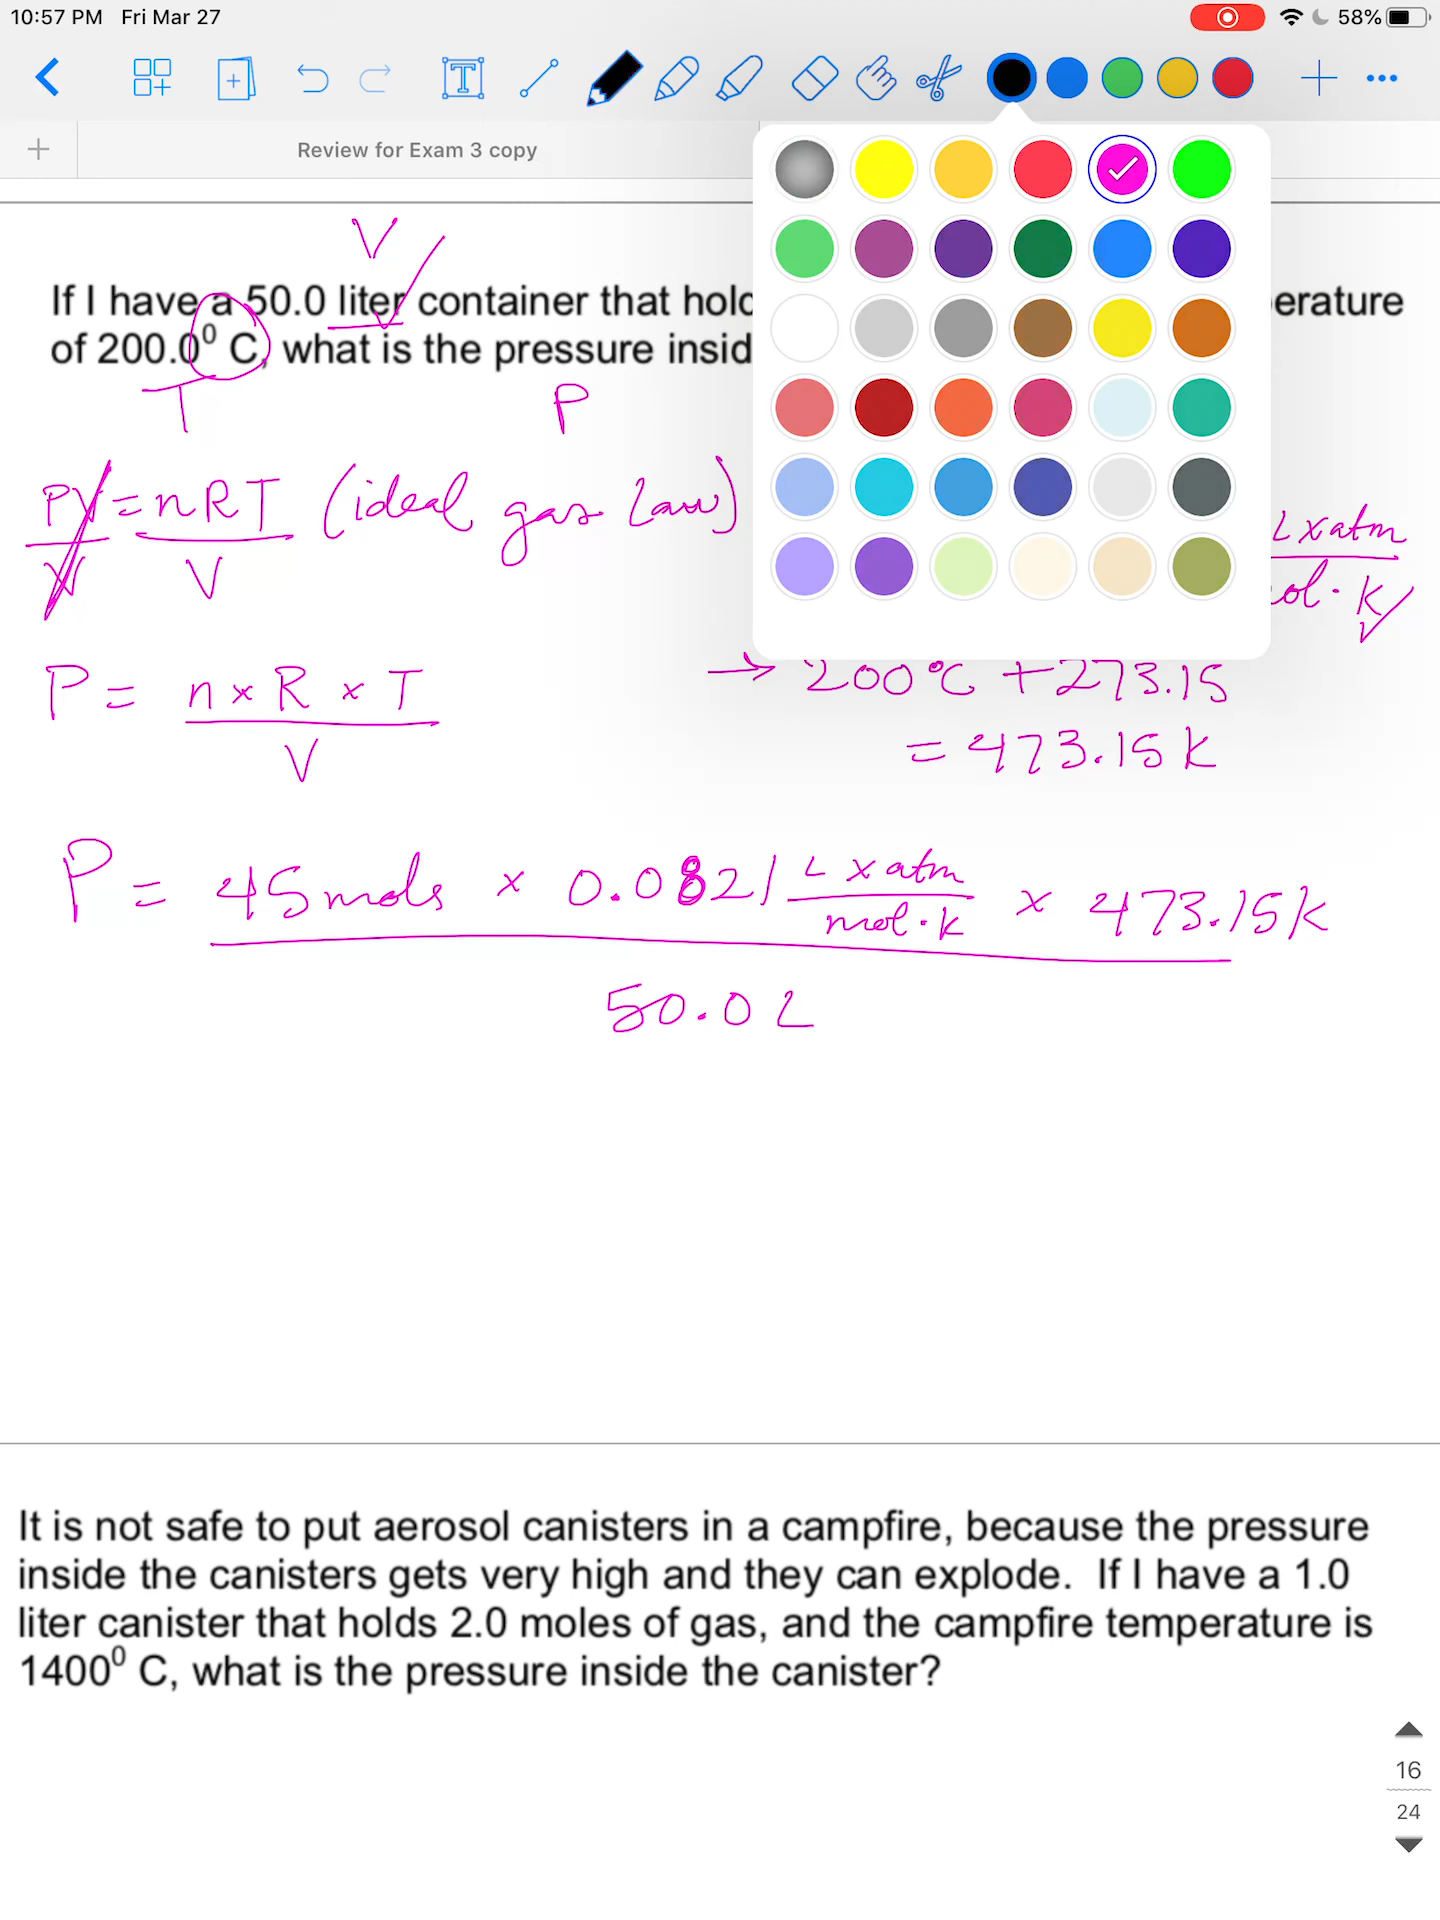 10:57 PM Fri Mar 27
58%
Review for Exam 3 copy
V
If I have a 50.0 liter container that erature
of 200.0⁰ C, what is the pressure
T P
PV = nRT (ideal gas Law) L x atm
V V
P = n x R x T
V
→ 200°C + 273.15
= 473.15 K
P = 45 mols x 0.0821 L x atm x 473.15 K
mol · K
50.0 L
It is not safe to put aerosol canisters in a campfire, because the pressure
inside the canisters gets very high and they can explode. If I have a 1.0
liter canister that holds 2.0 moles of gas, and the campfire temperature is
1400⁰ C, what is the pressure inside the canister?
16
24